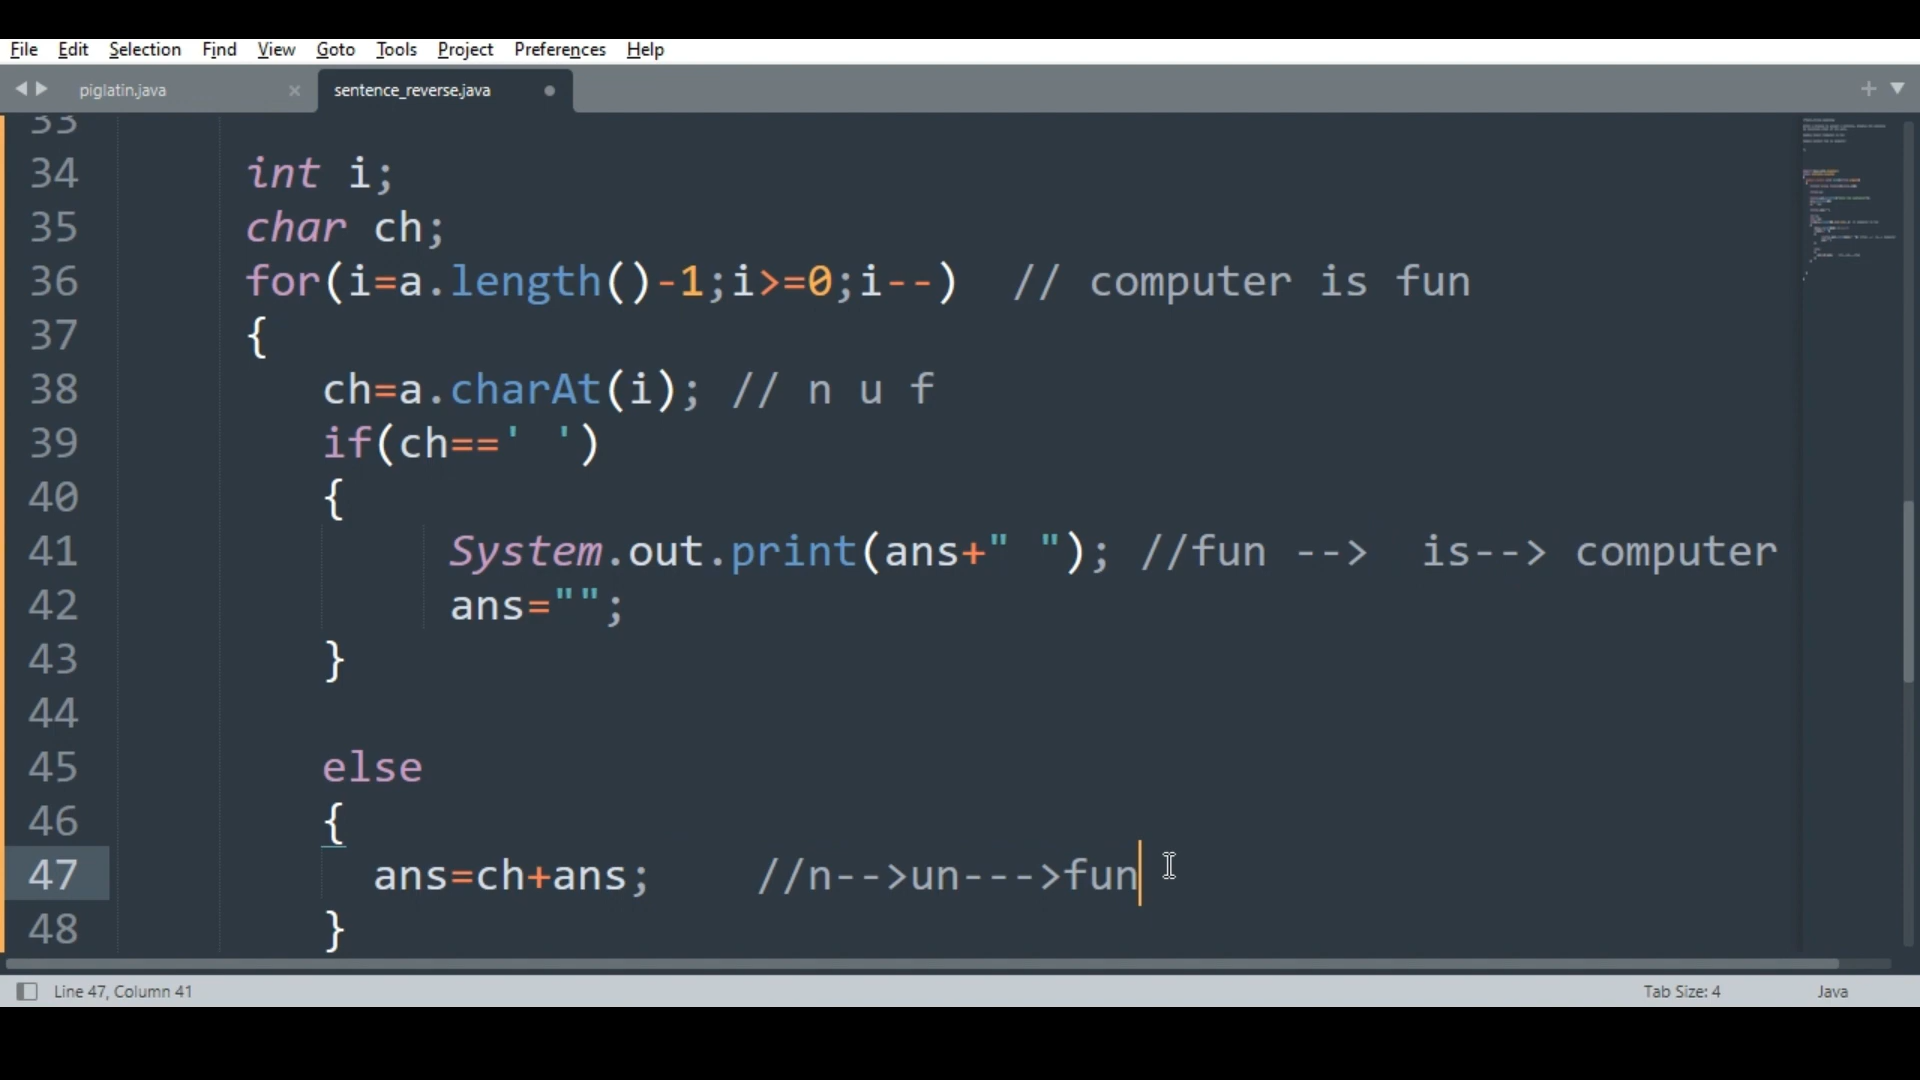 File Edit Selection Find View Goto Tools Project Preferences Help
piglatin.java × sentence_reverse.java
33
34 int i;
35 char ch;
36 for(i=a.length()-1;i>=0;i--) // computer is fun
37 {
38 ch=a.charAt(i); // n u f
39 if(ch==' ')
40 {
41 System.out.print(ans+" "); //fun --> is--> computer
42 ans="";
43 }
44
45 else
46 {
47 ans=ch+ans; //n-->un--->fun
48 }
Line 47, Column 41 Tab Size: 4 Java